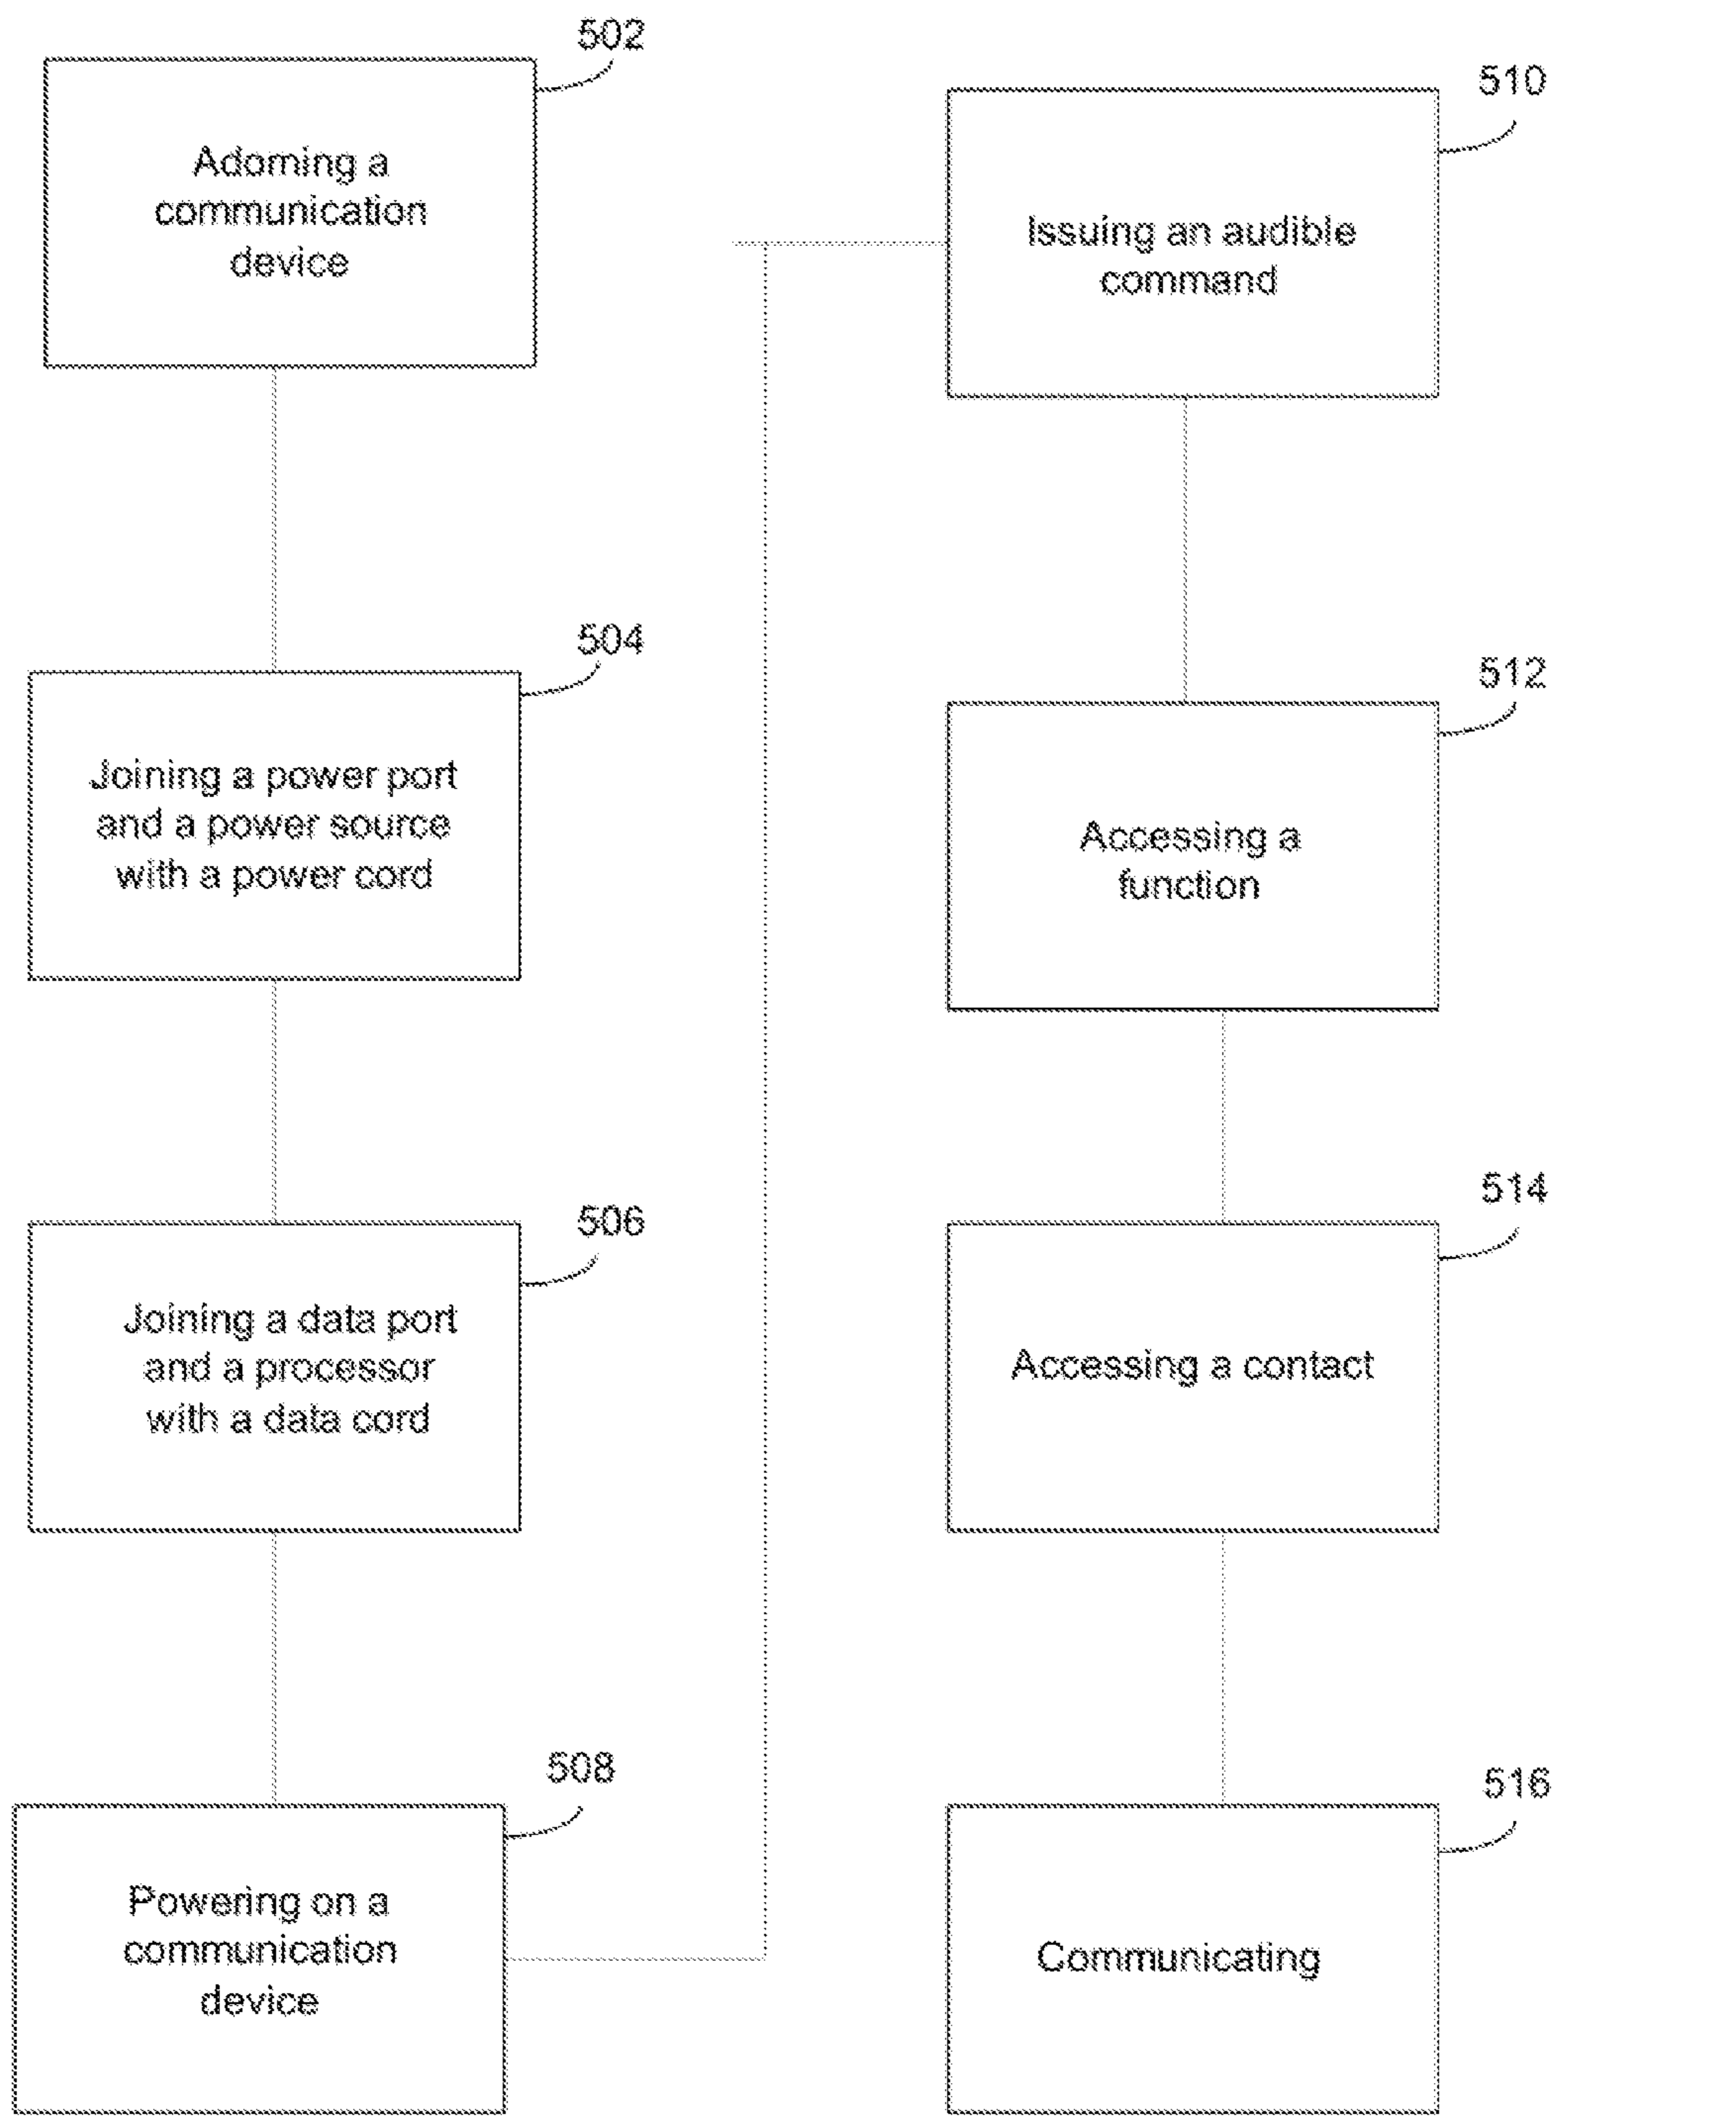 502
Adorning a
communication
device
504
Joining a power port
and a power source
with a power cord
506
Joining a data port
and a processor
with a data cord
508
Powering on a
communication
device
510
Issuing an audible
command
512
Accessing a
function
514
Accessing a contact
516
Communicating